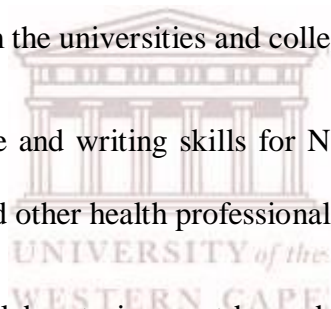 n the universities and colle
e and writing skills for N
d other health professional
UNIVERSITY of the
WESTERN CAPE